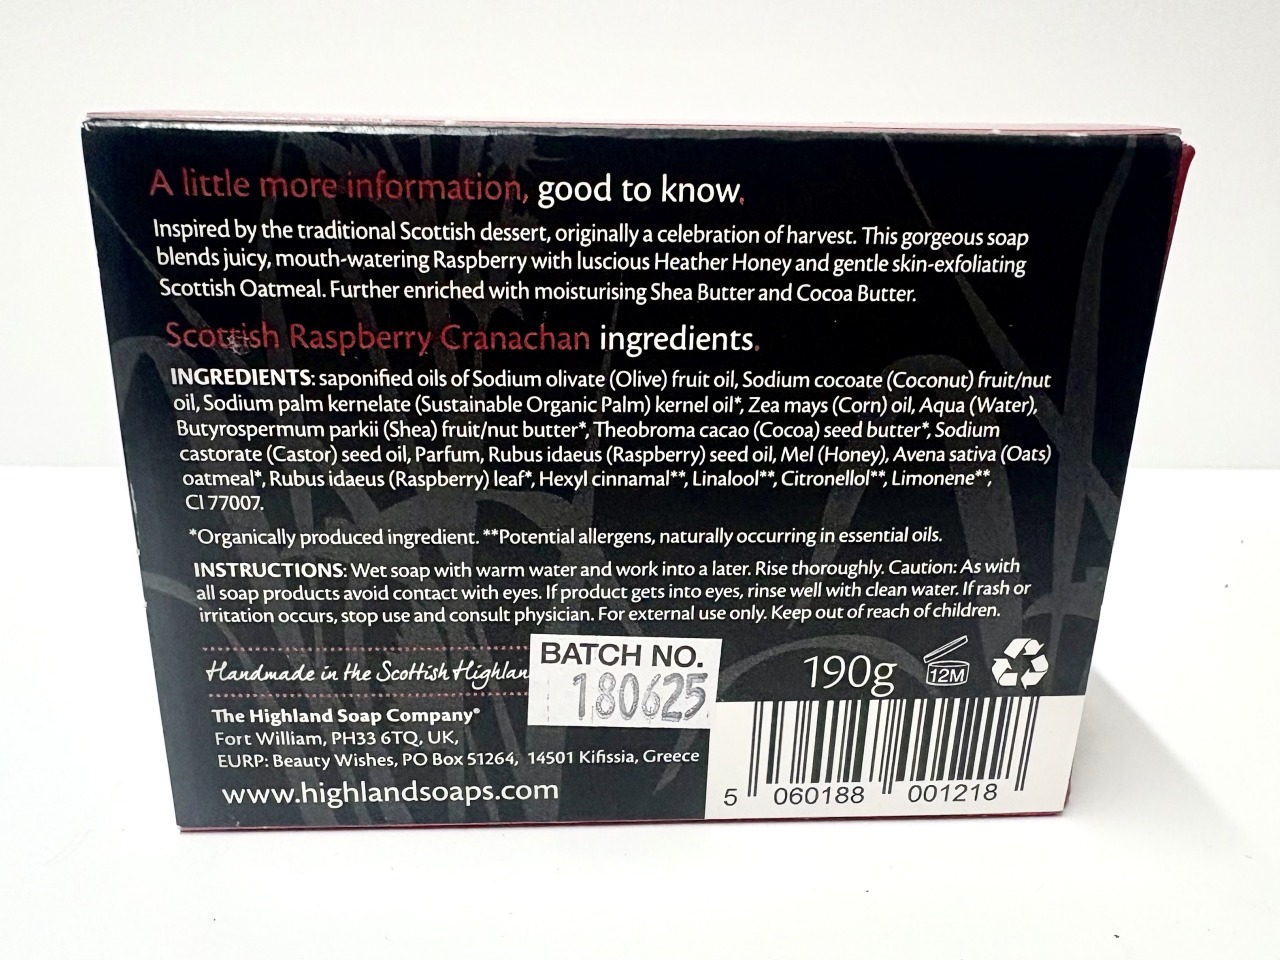 A little more information, good to know.
Inspired by the traditional Scottish dessert, originally a celebration of harvest. This gorgeous soap
blends juicy, mouth-watering Raspberry with luscious Heather Honey and gentle skin-exfoliating
Scottish Oatmeal. Further enriched with moisturising Shea Butter and Cocoa Butter.
Scottish Raspberry Cranachan ingredients.
INGREDIENTS: saponified oils of Sodium olivate (Olive) fruit oil, Sodium cocoate (Coconut) fruit/nut
oil, Sodium palm kernelate (Sustainable Organic Palm) kernel oil*, Zea mays (Corn) oil, Aqua (Water),
Butyrospermum parkii (Shea) fruit/nut butter*, Theobroma cacao (Cocoa) seed butter*, Sodium
castorate (Castor) seed oil, Parfum, Rubus idaeus (Raspberry) seed oil, Mel (Honey), Avena sativa (Oats)
oatmeal*, Rubus idaeus (Raspberry) leaf*, Hexyl cinnamal**, Linalool**, Citronellol**, Limonene**,
CI 77007.
*Organically produced ingredient. **Potential allergens, naturally occurring in essential oils.
INSTRUCTIONS: Wet soap with warm water and work into a later. Rise thoroughly. Caution: As with
all soap products avoid contact with eyes. If product gets into eyes, rinse well with clean water. If rash or
irritation occurs, stop use and consult physician. For external use only. Keep out of reach of children.
Handmade in the Scottish Highlan
BATCH NO.
180625
190g
12M
The Highland Soap Company®
Fort William, PH33 6TQ, UK,
EURP: Beauty Wishes, PO Box 51264, 14501 Kifissia, Greece
www.highlandsoaps.com
5 060188 001218